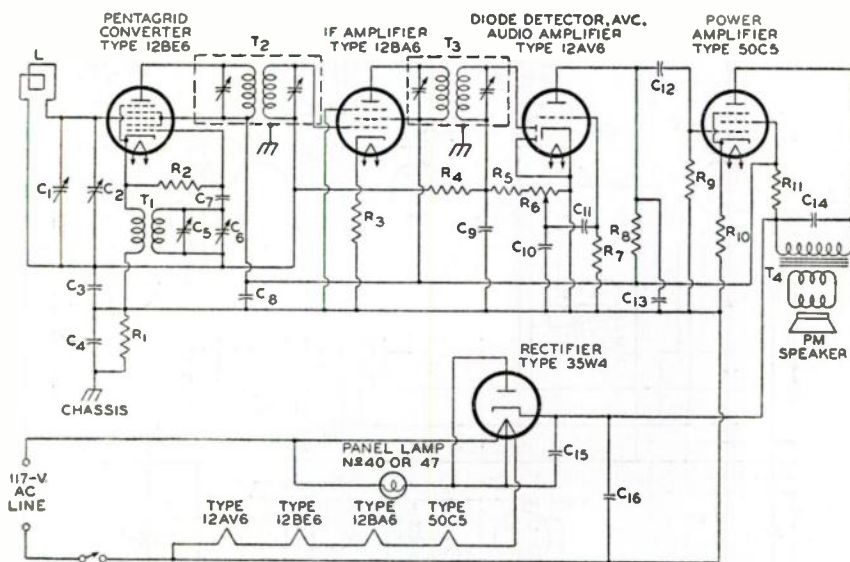 PENTAGRID
CONVERTER
TYPE 12BE6
IF AMPLIFIER
TYPE 12BA6
DIODE DETECTOR, AVC,
AUDIO AMPLIFIER
TYPE 12AV6
POWER
AMPLIFIER
TYPE 50C5
L
T2
T3
C12
C1
C2
R2
C7
T1
C5
C6
R3
R4
R5
R6
C9
C10
C11
R7
R8
R9
R10
R11
C14
C3
C8
C13
T4
C4
R1
PM
SPEAKER
CHASSIS
RECTIFIER
TYPE 35W4
117-V.
AC
LINE
PANEL LAMP
No 40 OR 47
C15
C16
TYPE
12AV6
TYPE
12BE6
TYPE
12BA6
TYPE
50C5